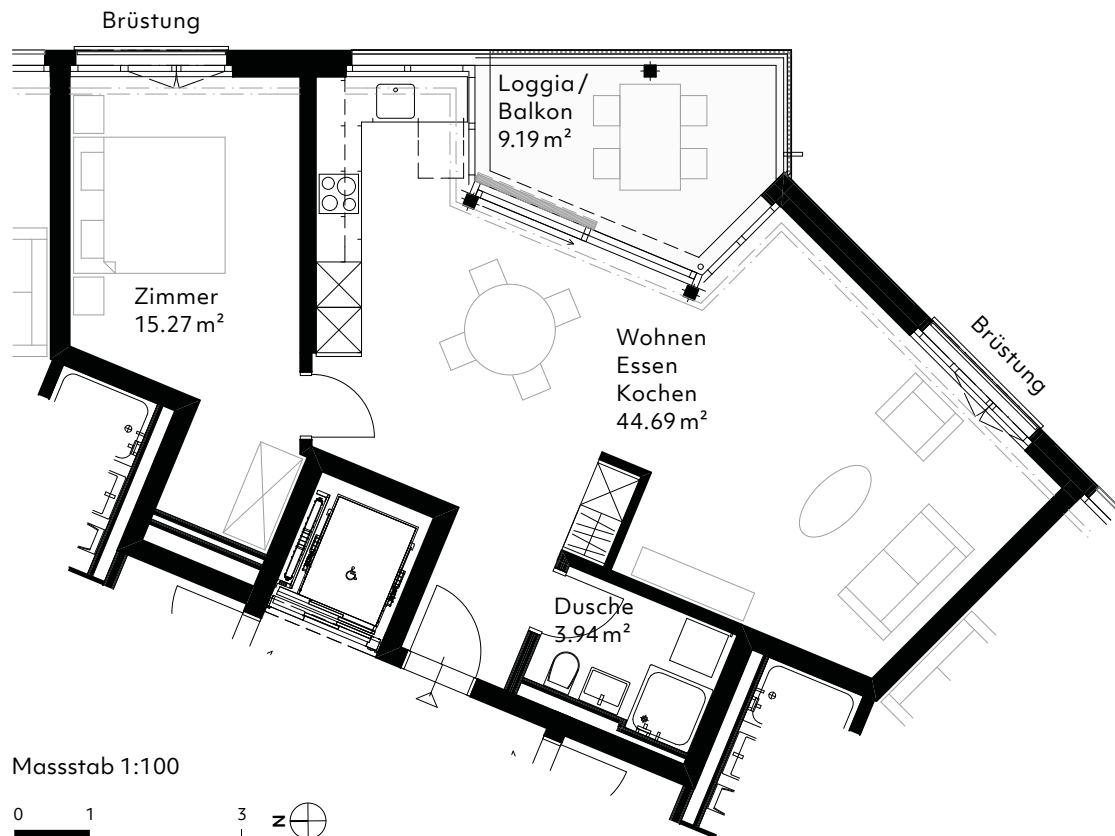 Brüstung
Loggia/
Balkon
9.19 m²
Zimmer
15.27 m²
Wohnen
Essen
Kochen
44.69 m²
Brüstung
Dusche
3.94 m²
Massstab 1:100
0 1 3
N